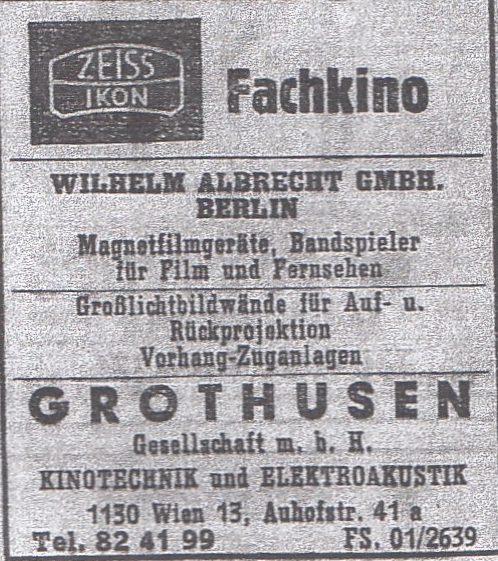 ZEISS
IKON
Fachkino
WILHELM ALBRECHT GMBH.
BERLIN
Magnetfilmgeräte, Bandspieler
für Film und Fernsehen
Großlichtbildwände für Auf- u.
Rückprojektion
Vorhang-Zuganlagen
GROTHUSEN
Gesellschaft m. b. H.
KINOTECHNIK und ELEKTROAKUSTIK
1130 Wien 13, Auhofstr. 41 a
Tel. 82 41 99 FS. 01/2639